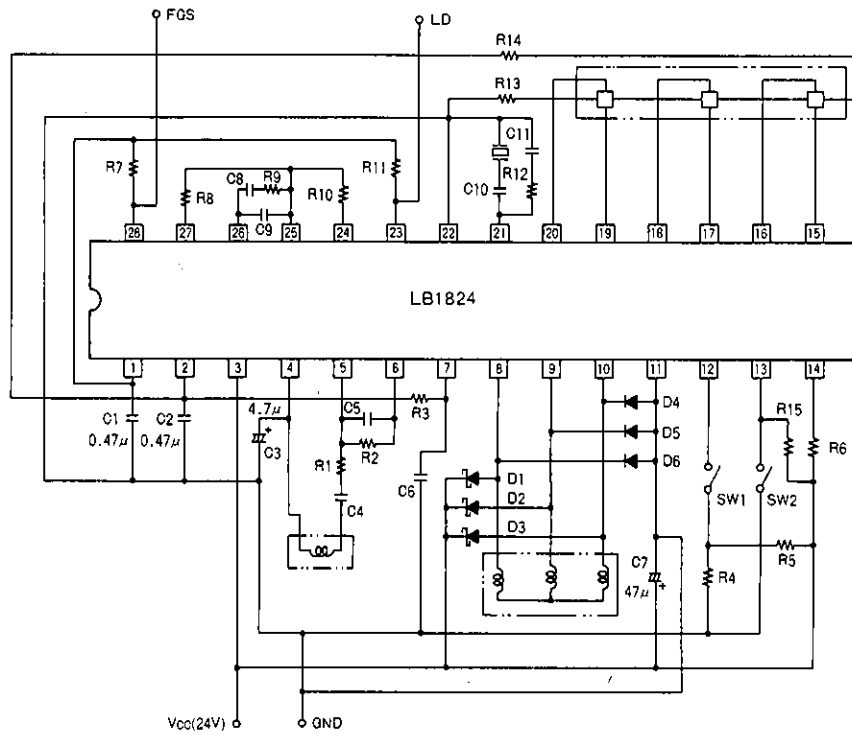 FGS
LD
R14
R13
C11
R7
R11
R12
C10
C8
R9
R8
R10
C9
28 27 26 25 24 23 22 21 20 19 18 17 16 15
LB1824
1 2 3 4 5 6 7 8 9 10 11 12 13 14
C1
0.47μ
C2
0.47μ
4.7μ
+
C3
C5
R2
R1
C4
R3
C6
D4
D5
D6
D1
D2
D3
C7
47μ
+
SW1
SW2
R15
R6
R5
R4
Vcc(24V)
GND